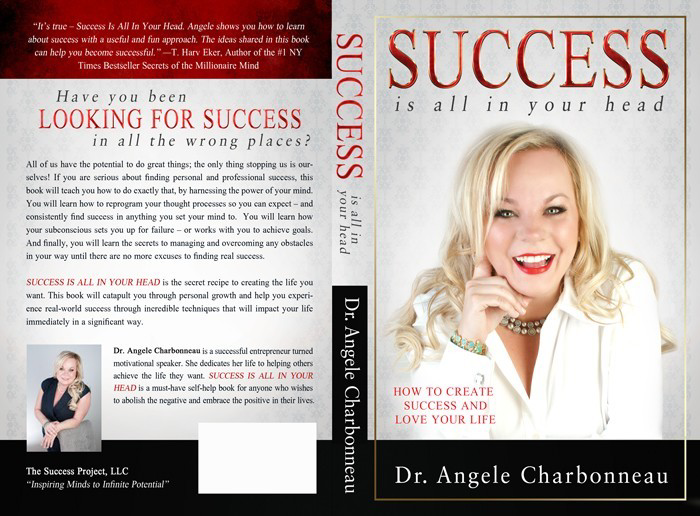 “It’s true – Success Is All In Your Head. Angele shows you how to learn
about success with a useful and fun approach. The ideas shared in this book
can help you become successful.” —T. Harv Eker, Author of the #1 NY
Times Bestseller Secrets of the Millionaire Mind
Have you been
LOOKING FOR SUCCESS
in all the wrong places?
All of us have the potential to do great things; the only thing stopping us is our-
selves! If you are serious about finding personal and professional success, this
book will teach you how to do exactly that, by harnessing the power of your mind.
You will learn how to reprogram your thought processes so you can expect – and
consistently find success in anything you set your mind to. You will learn how
your subconscious sets you up for failure – or works with you to achieve goals.
And finally, you will learn the secrets to managing and overcoming any obstacles
in your way until there are no more excuses to finding real success.
SUCCESS IS ALL IN YOUR HEAD is the secret recipe to creating the life you
want. This book will catapult you through personal growth and help you experi-
ence real-world success through incredible techniques that will impact your life
immediately in a significant way.
Dr. Angele Charbonneau is a successful entrepreneur turned
motivational speaker. She dedicates her life to helping others
achieve the life they want. SUCCESS IS ALL IN YOUR
HEAD is a must-have self-help book for anyone who wishes
to abolish the negative and embrace the positive in their lives.
The Success Project, LLC
“Inspiring Minds to Infinite Potential”
SUCCESS
is all in
your head
Dr. Angele Charbonneau
SUCCESS
is all in your head
HOW TO CREATE
SUCCESS AND
LOVE YOUR LIFE
Dr. Angele Charbonneau